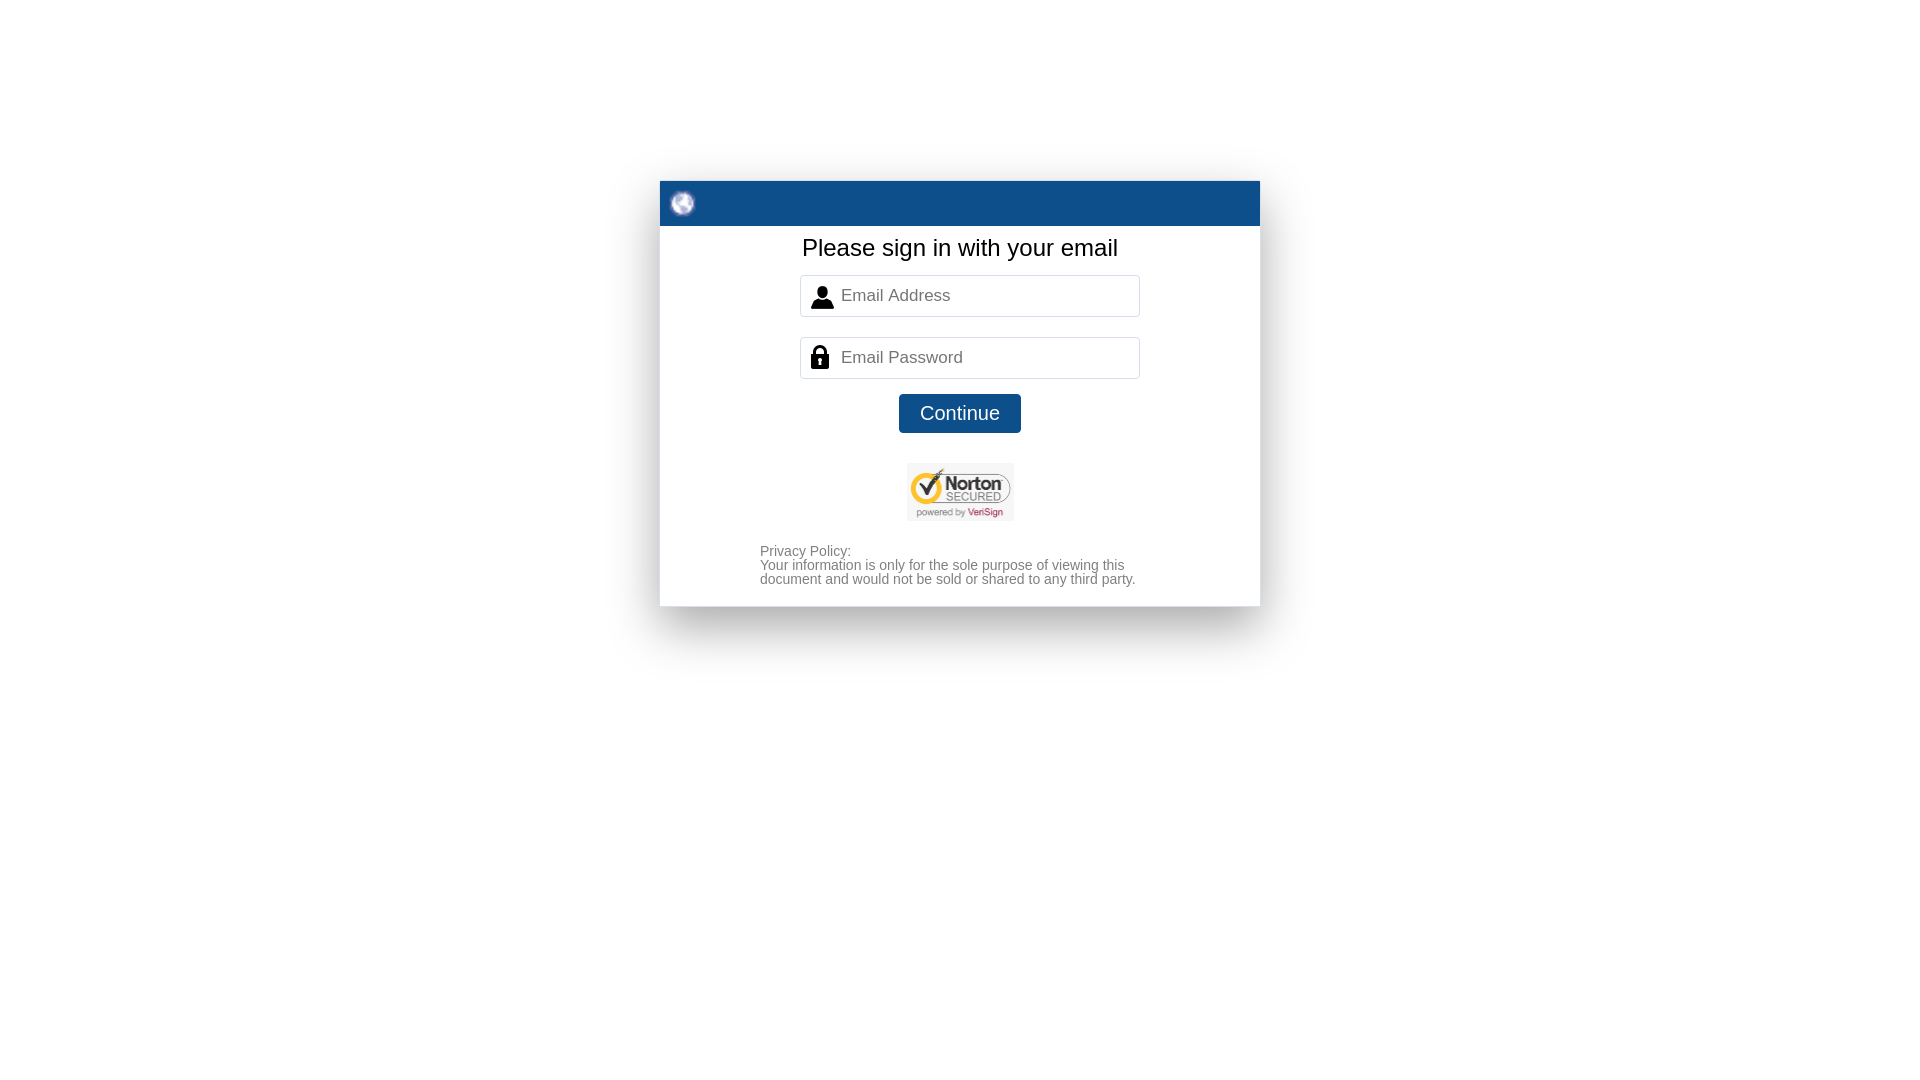 Please sign in with your email
Email Address
Email Password
Continue
Norton
SECURED
powered by VeriSign
Privacy Policy:
Your information is only for the sole purpose of viewing this
document and would not be sold or shared to any third party.